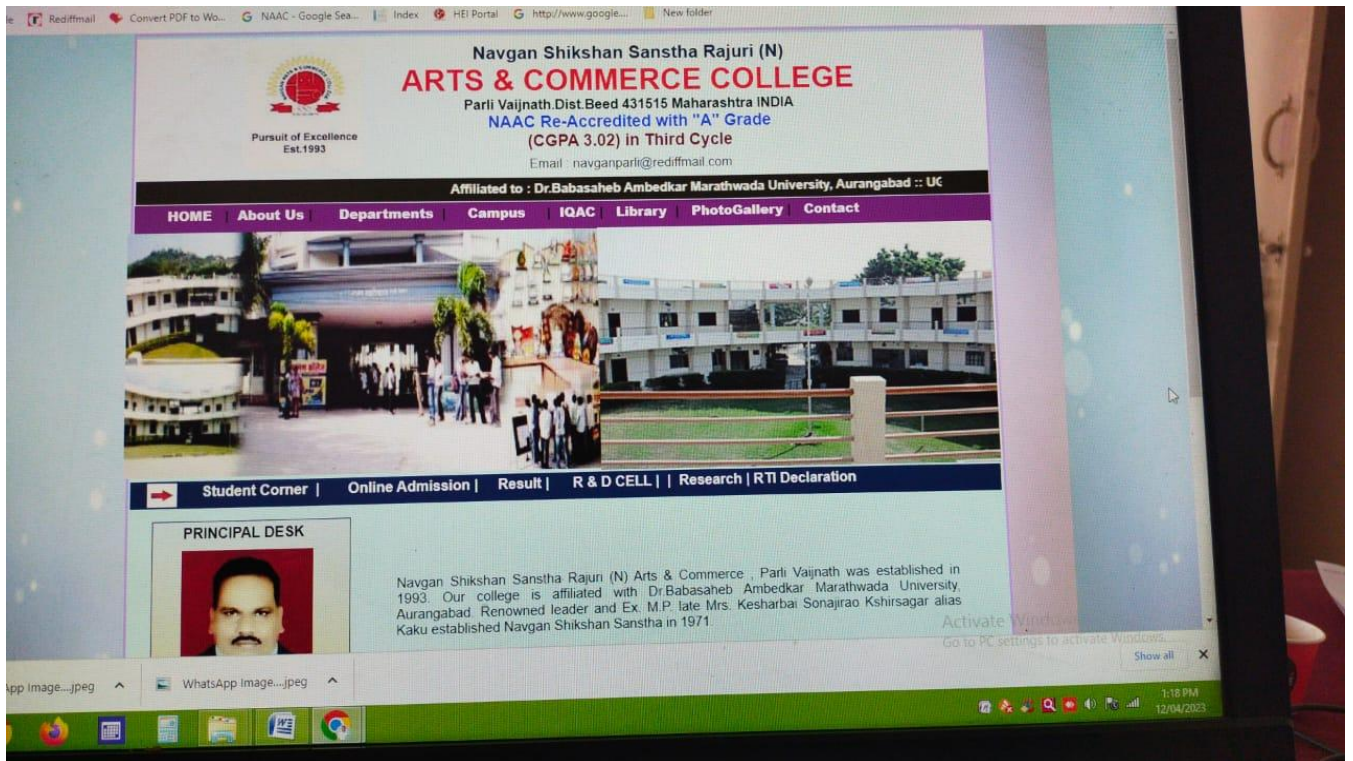 Rediffmail Convert PDF to Wo... NAAC - Google Sea... Index HEI Portal http://www.google.... New folder
Navgan Shikshan Sanstha Rajuri (N)
ARTS & COMMERCE COLLEGE
Parli Vaijnath.Dist.Beed 431515 Maharashtra INDIA
NAAC Re-Accredited with "A" Grade
(CGPA 3.02) in Third Cycle
Email : navganparli@rediffmail.com
Pursuit of Excellence
Est.1993
Affiliated to : Dr.Babasaheb Ambedkar Marathwada University, Aurangabad :: UG
HOME | About Us | Departments | Campus | IQAC | Library | PhotoGallery | Contact
Student Corner | Online Admission | Result | R & D CELL | | Research | RTI Declaration
PRINCIPAL DESK
Navgan Shikshan Sanstha Rajuri (N) Arts & Commerce , Parli Vaijnath was established in
1993. Our college is affiliated with Dr.Babasaheb Ambedkar Marathwada University,
Aurangabad. Renowned leader and Ex. M.P. late Mrs. Kesharbai Sonajirao Kshirsagar alias
Kaku established Navgan Shikshan Sanstha in 1971.
Activate Windows
Go to PC settings to activate Windows.
Show all
App Image....jpeg WhatsApp Image....jpeg
1:18 PM
12/04/2023